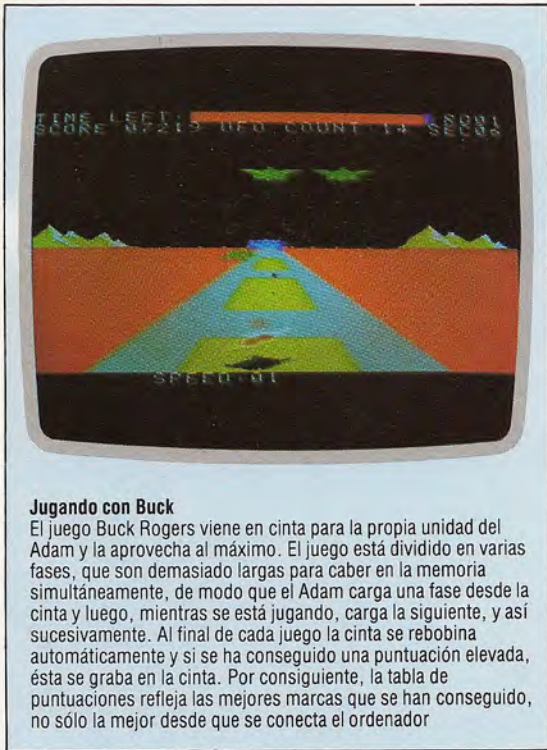 TIME LEFT: RD01
SCORE 07219 UFO COUNT 14 SEC06
SPEED:01
Jugando con Buck
El juego Buck Rogers viene en cinta para la propia unidad del
Adam y la aprovecha al máximo. El juego está dividido en varias
fases, que son demasiado largas para caber en la memoria
simultáneamente, de modo que el Adam carga una fase desde la
cinta y luego, mientras se está jugando, carga la siguiente, y así
sucesivamente. Al final de cada juego la cinta se rebobina
automáticamente y si se ha conseguido una puntuación elevada,
ésta se graba en la cinta. Por consiguiente, la tabla de
puntuaciones refleja las mejores marcas que se han conseguido,
no sólo la mejor desde que se conecta el ordenador